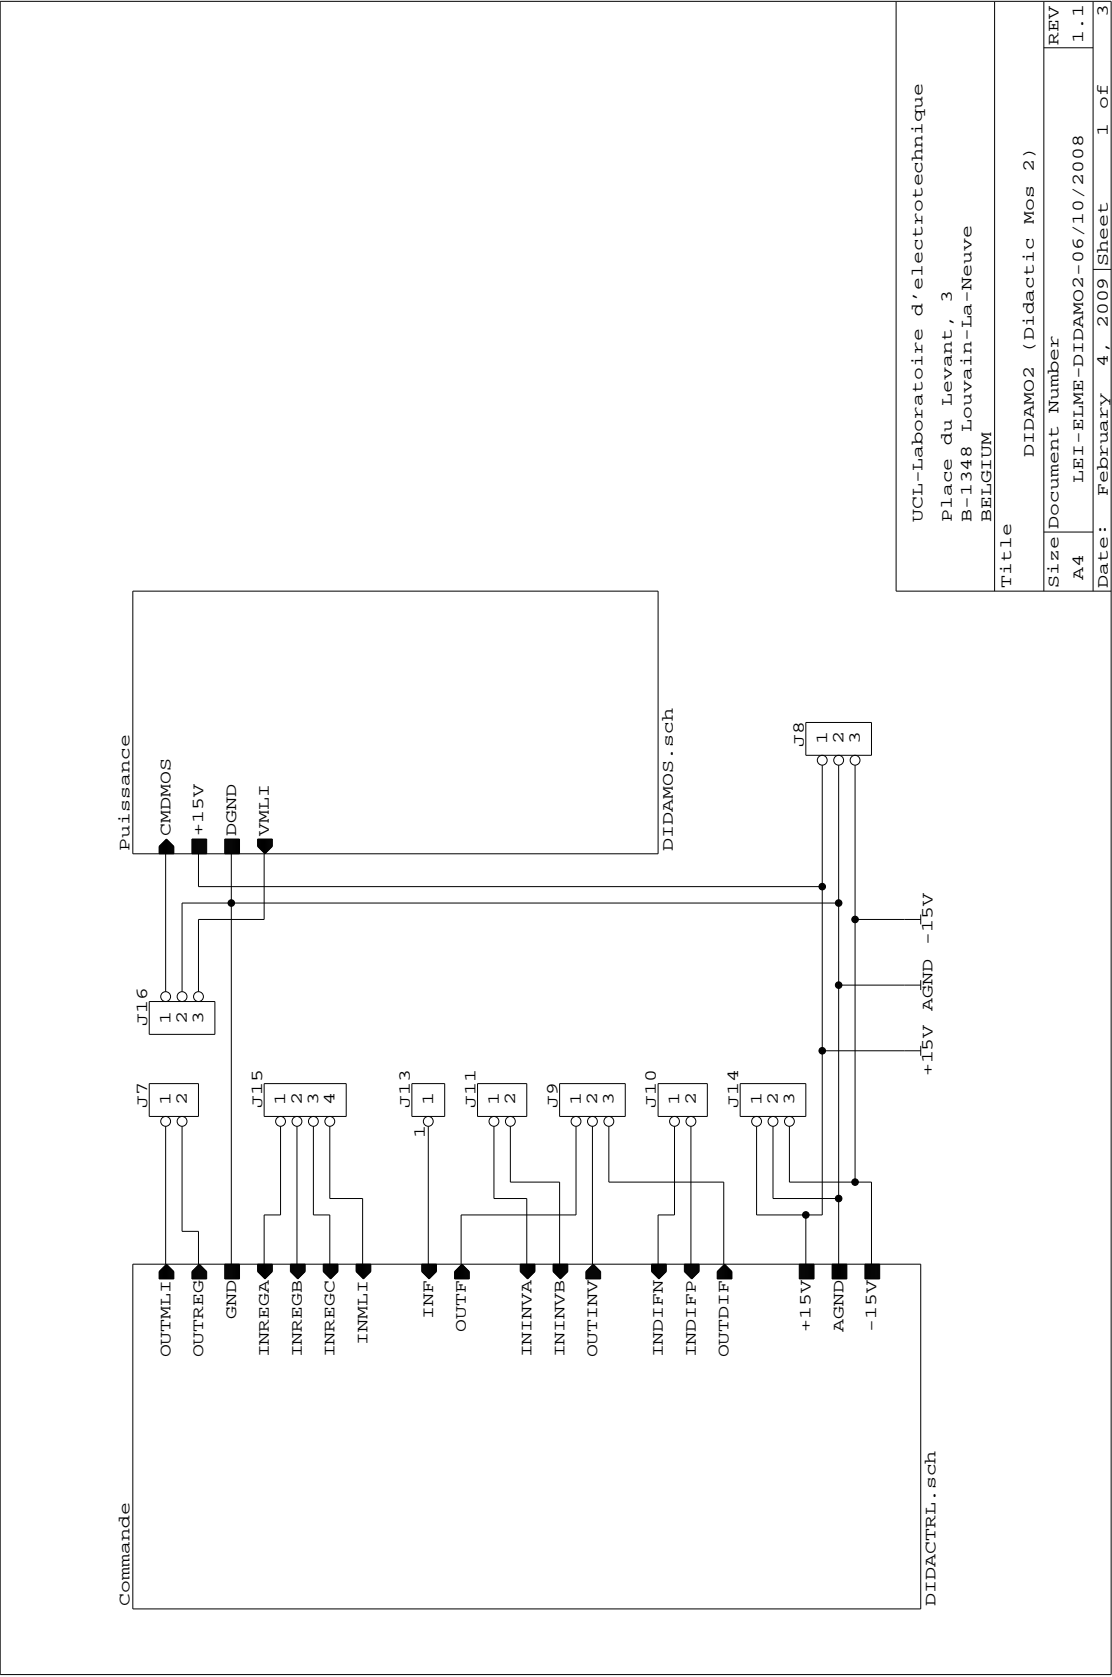 Commande
OUTMLI
OUTREG
GND
INREGA
INREGB
INREGC
INMLI
INF
OUTF
ININVA
ININVB
OUTINV
INDIFN
INDIFP
OUTDIF
+15V
AGND
-15V
DIDACTRL.sch
J7
1
2
J15
1
2
3
4
J13
1
1
J11
1
2
J9
1
2
3
J10
1
2
J14
1
2
3
J16
1
2
3
+15V AGND -15V
Puissance
CMDMOS
+15V
DGND
VMLI
DIDAMOS.sch
J8
1
2
3
UCL-Laboratoire d'electrotechnique
Place du Levant, 3
B-1348 Louvain-La-Neuve
BELGIUM
Title
DIDAMO2 (Didactic Mos 2)
Size Document Number REV
A4 LEI-ELME-DIDAMO2-06/10/2008 1.1
Date: February 4, 2009 Sheet 1 of 3